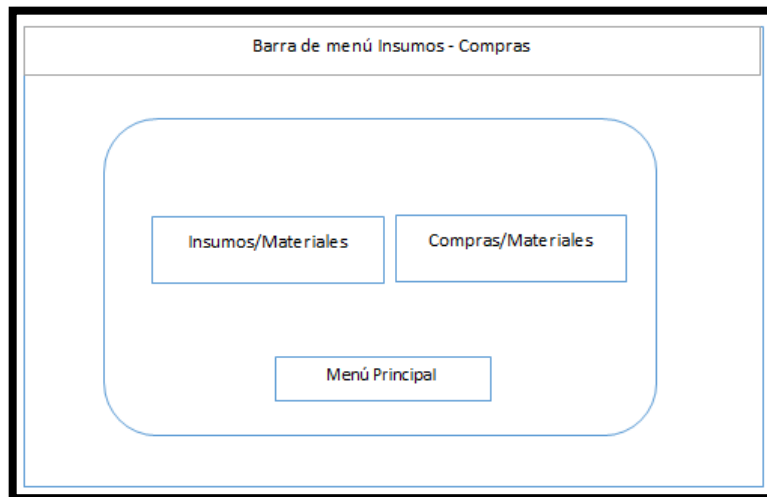 Barra de menú Insumos - Compras
Insumos/Materiales
Compras/Materiales
Menú Principal